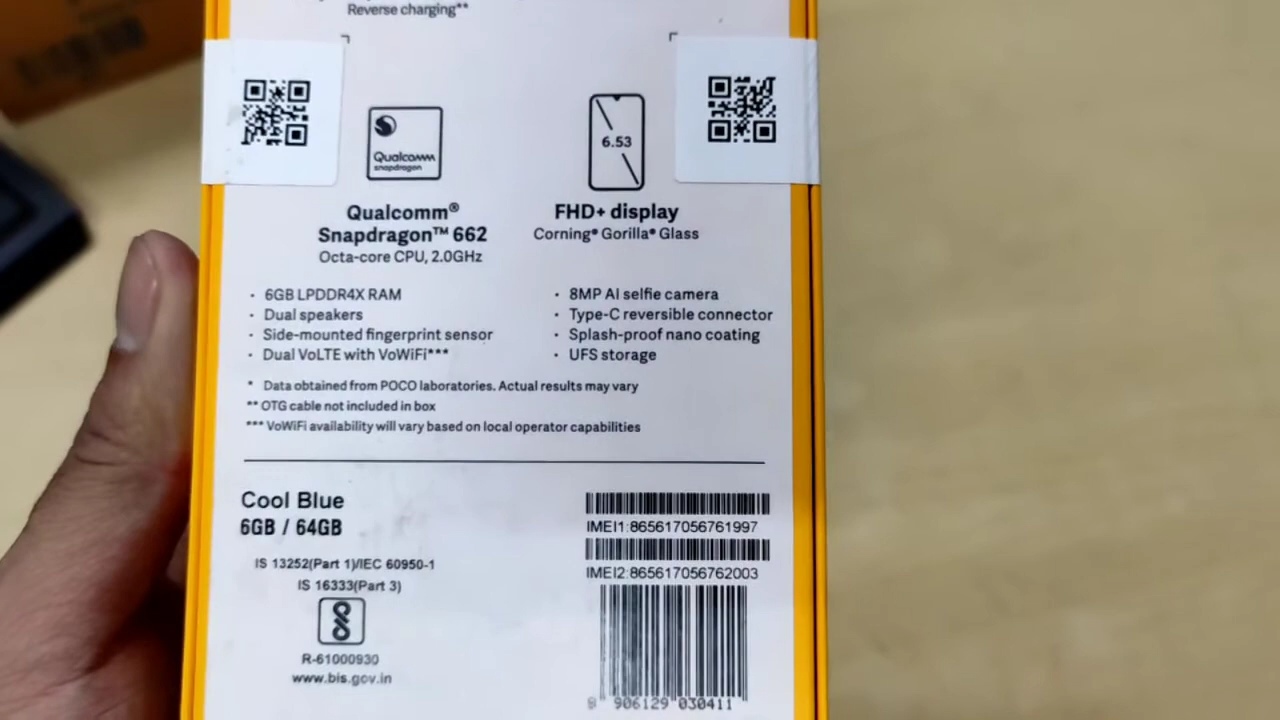 Reverse charging**
Qualcomm
snapdragon
6.53
Qualcomm®
Snapdragon™ 662
Octa-core CPU, 2.0GHz
FHD+ display
Corning® Gorilla® Glass
· 6GB LPDDR4X RAM
· Dual speakers
· Side-mounted fingerprint sensor
· Dual VoLTE with VoWiFi***
· 8MP AI selfie camera
· Type-C reversible connector
· Splash-proof nano coating
· UFS storage
* Data obtained from POCO laboratories. Actual results may vary
** OTG cable not included in box
*** VoWiFi availability will vary based on local operator capabilities
Cool Blue
6GB / 64GB
IS 13252(Part 1)/IEC 60950-1
IS 16333(Part 3)
R-61000930
www.bis.gov.in
IMEI1:865617056761997
IMEI2:865617056762003
8 906129 030411